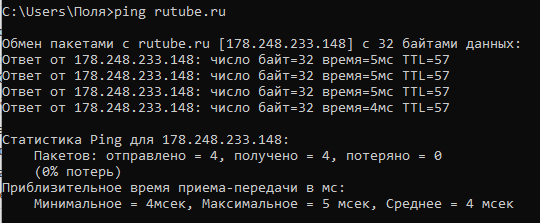 C:\Users\Поля>ping rutube.ru
Обмен пакетами с rutube.ru [178.248.233.148] с 32 байтами данных:
Ответ от 178.248.233.148: число байт=32 время=5мс TTL=57
Ответ от 178.248.233.148: число байт=32 время=5мс TTL=57
Ответ от 178.248.233.148: число байт=32 время=5мс TTL=57
Ответ от 178.248.233.148: число байт=32 время=4мс TTL=57
Статистика Ping для 178.248.233.148:
Пакетов: отправлено = 4, получено = 4, потеряно = 0
(0% потерь)
Приблизительное время приема-передачи в мс:
Минимальное = 4мсек, Максимальное = 5 мсек, Среднее = 4 мсек